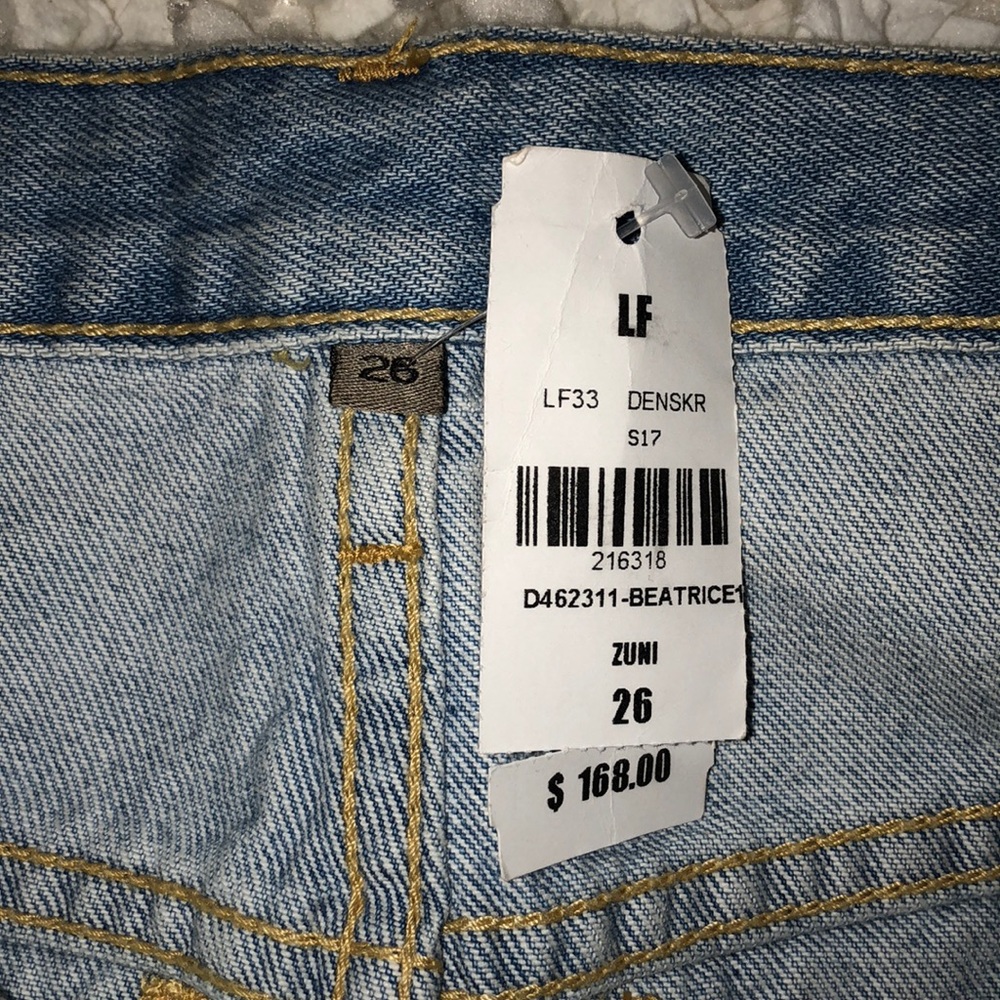 26
LF
LF33 DENSKR
S17
216318
D462311-BEATRICE1
ZUNI
26
$ 168.00